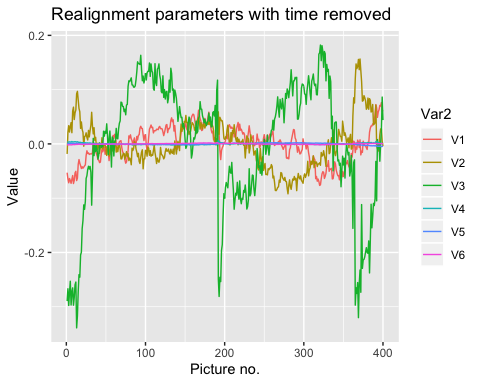 Realignment parameters with time removed
0.2
0.0
-0.2
Value
0
100
200
300
400
Picture no.
Var2
V1
V2
V3
V4
V5
V6